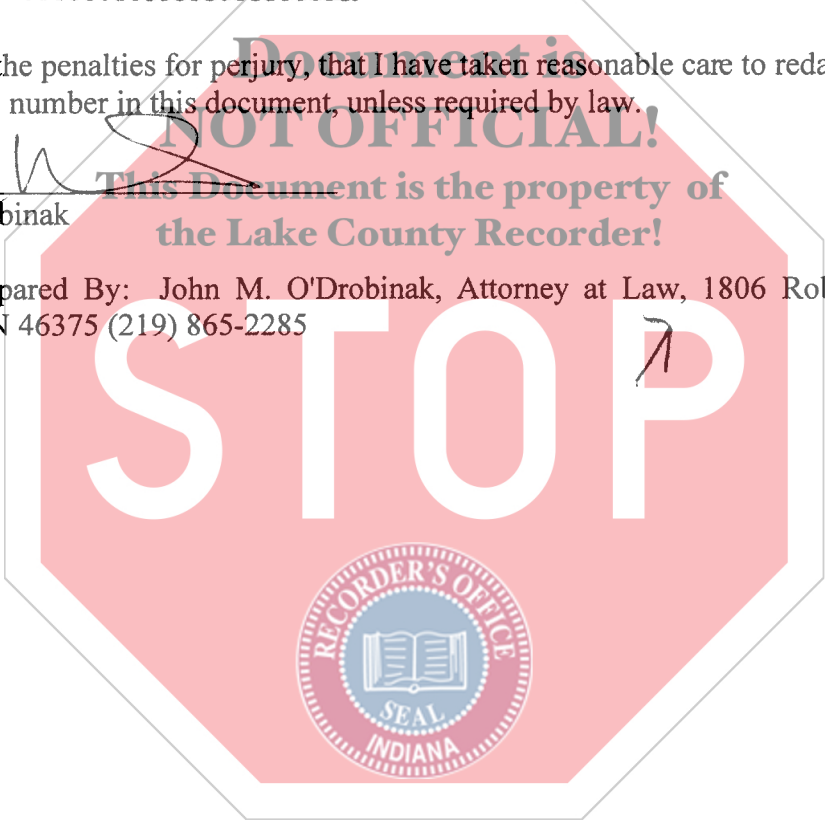 Document is
the penalties for perjury, that I have taken reasonable care to reda
number in this document, unless required by law.
NOT OFFICIAL!
This Document is the property of
binak
the Lake County Recorder!
pared By: John M. O'Drobinak, Attorney at Law, 1806 Rob
N 46375 (219) 865-2285
STOP
RECORDER'S OFFICE
SEAL
INDIANA